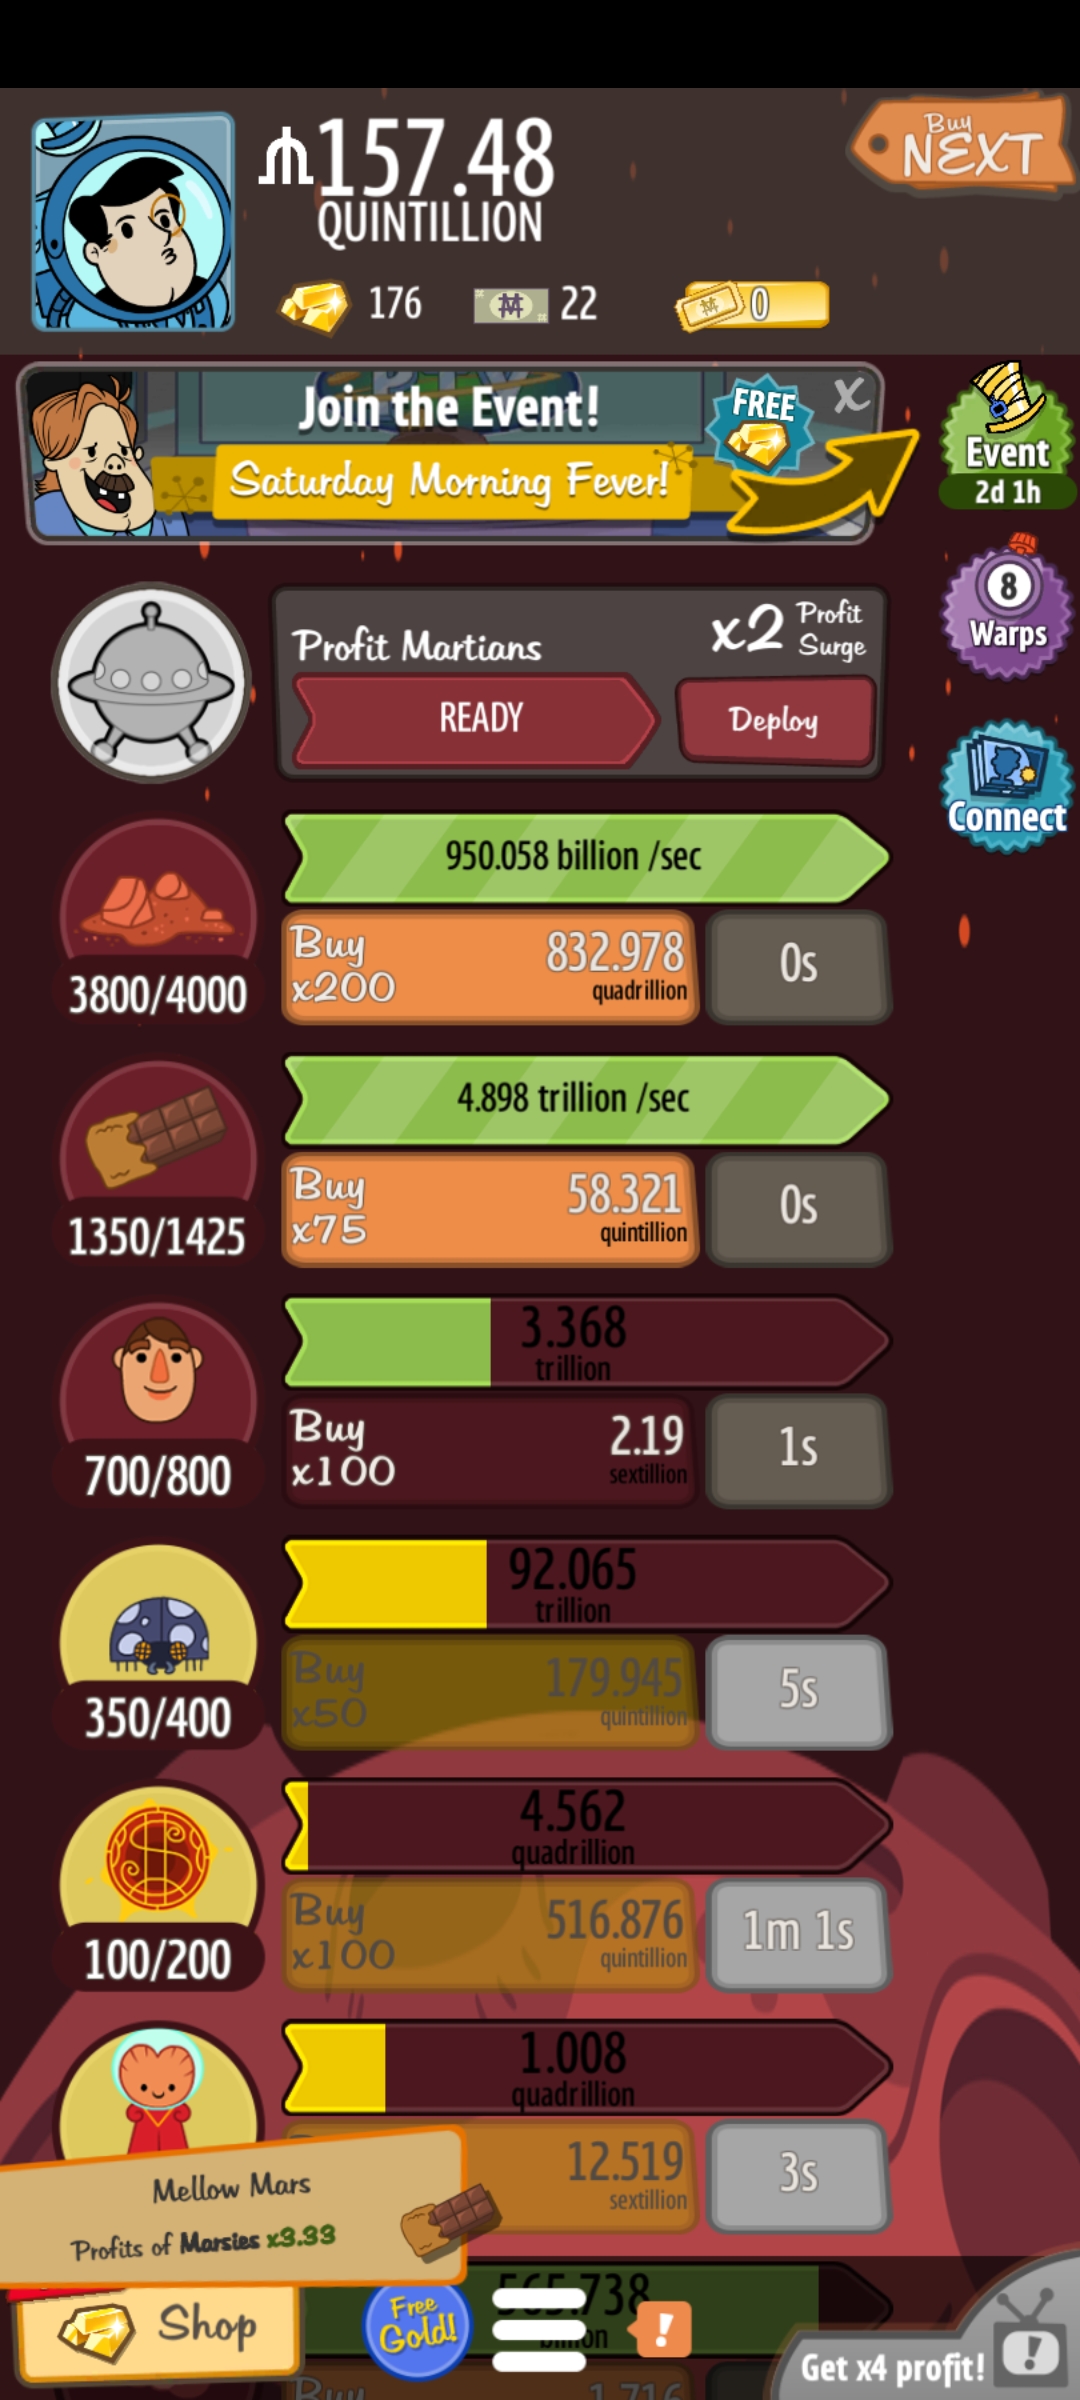 157.48
QUINTILLION
Buy
NEXT
176
22
0
Join the Event!
Saturday Morning Fever!
FREE
X
Event
2d 1h
8
Warps
Connect
Profit Martians
x2 Profit Surge
READY
Deploy
950.058 billion /sec
3800/4000
Buy x200
832.978 quadrillion
0s
4.898 trillion /sec
1350/1425
Buy x75
58.321 quintillion
0s
3.368 trillion
700/800
Buy x100
2.19 sextillion
1s
92.065 trillion
350/400
Buy x50
179.945 quintillion
5s
4.562 quadrillion
100/200
Buy x100
516.876 quintillion
1m 1s
1.008 quadrillion
12.519 sextillion
3s
Mellow Mars
Profits of Marsies x3.33
565.738
Shop
Free Gold!
!
Get x4 profit!
!
Buy
1.716